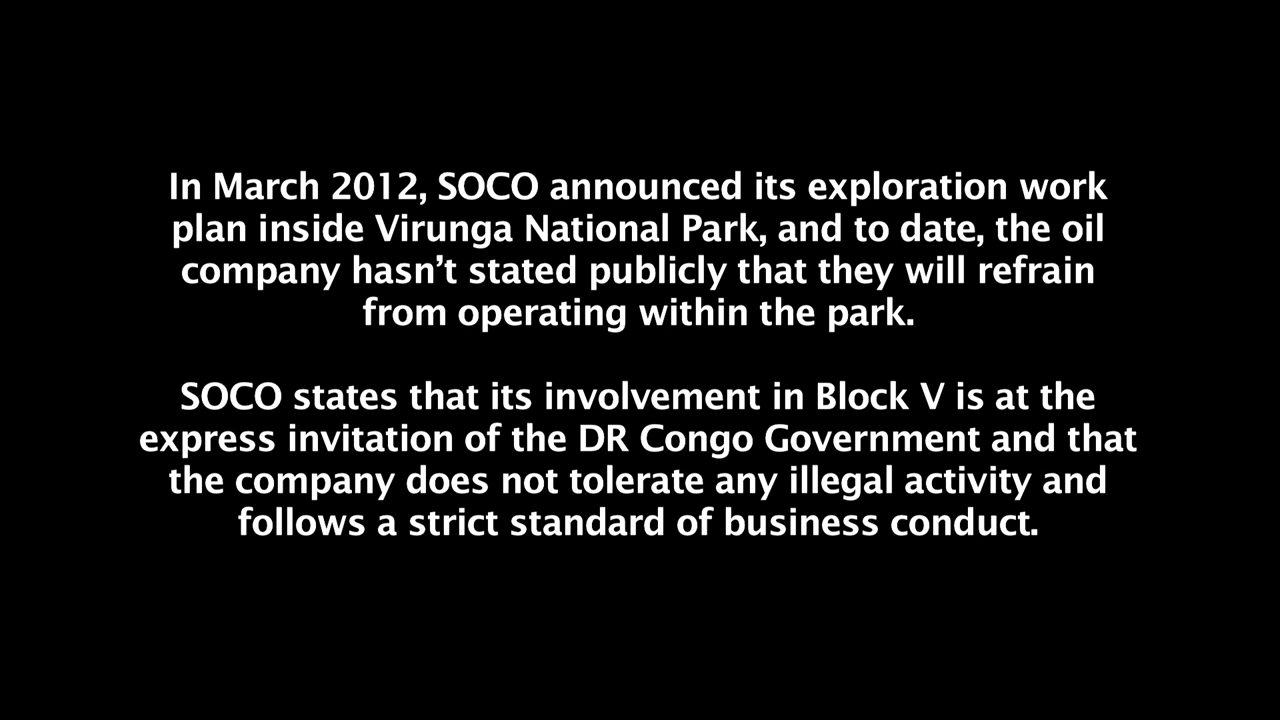 In March 2012, SOCO announced its exploration work
plan inside Virunga National Park, and to date, the oil
company hasn’t stated publicly that they will refrain
from operating within the park.
SOCO states that its involvement in Block V is at the
express invitation of the DR Congo Government and that
the company does not tolerate any illegal activity and
follows a strict standard of business conduct.